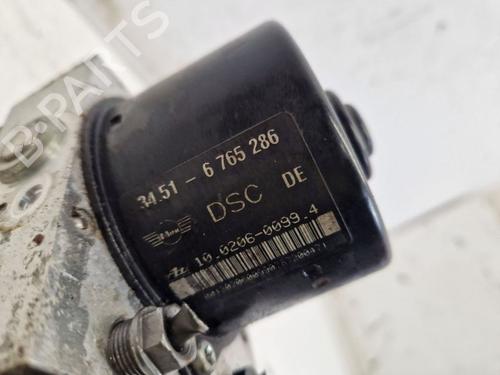 B-PARTS
34.51 - 6 765 286
DSC DE
10.0206-0099.4